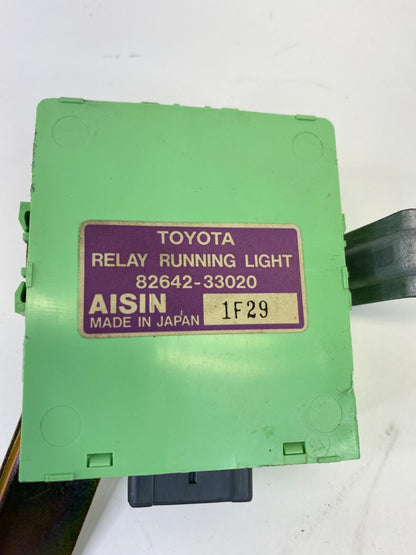 TOYOTA
RELAY RUNNING LIGHT
82642-33020
AISIN
MADE IN JAPAN
1F29